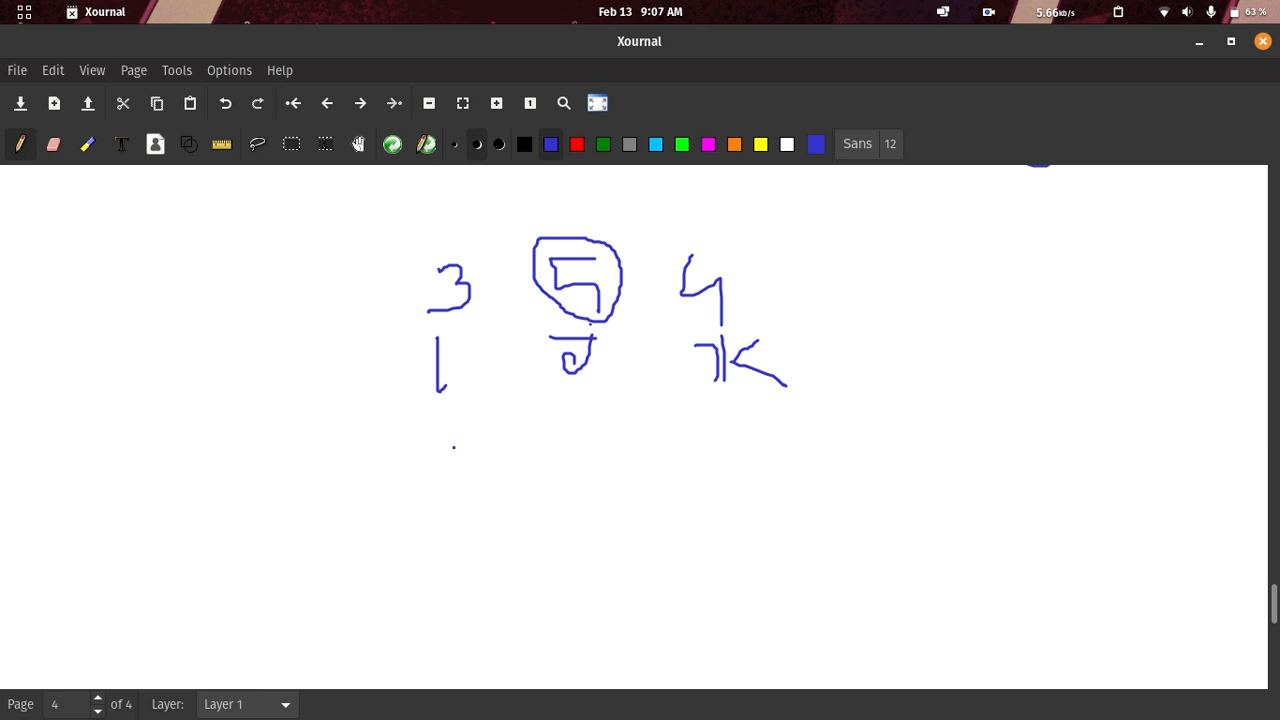 Feb 13 9:07 AM
Xournal
5.66kb/s
63 %
Xournal
File Edit View Page Tools Options Help
Sans 12
3 5 4
Page 4 of 4 Layer: Layer 1